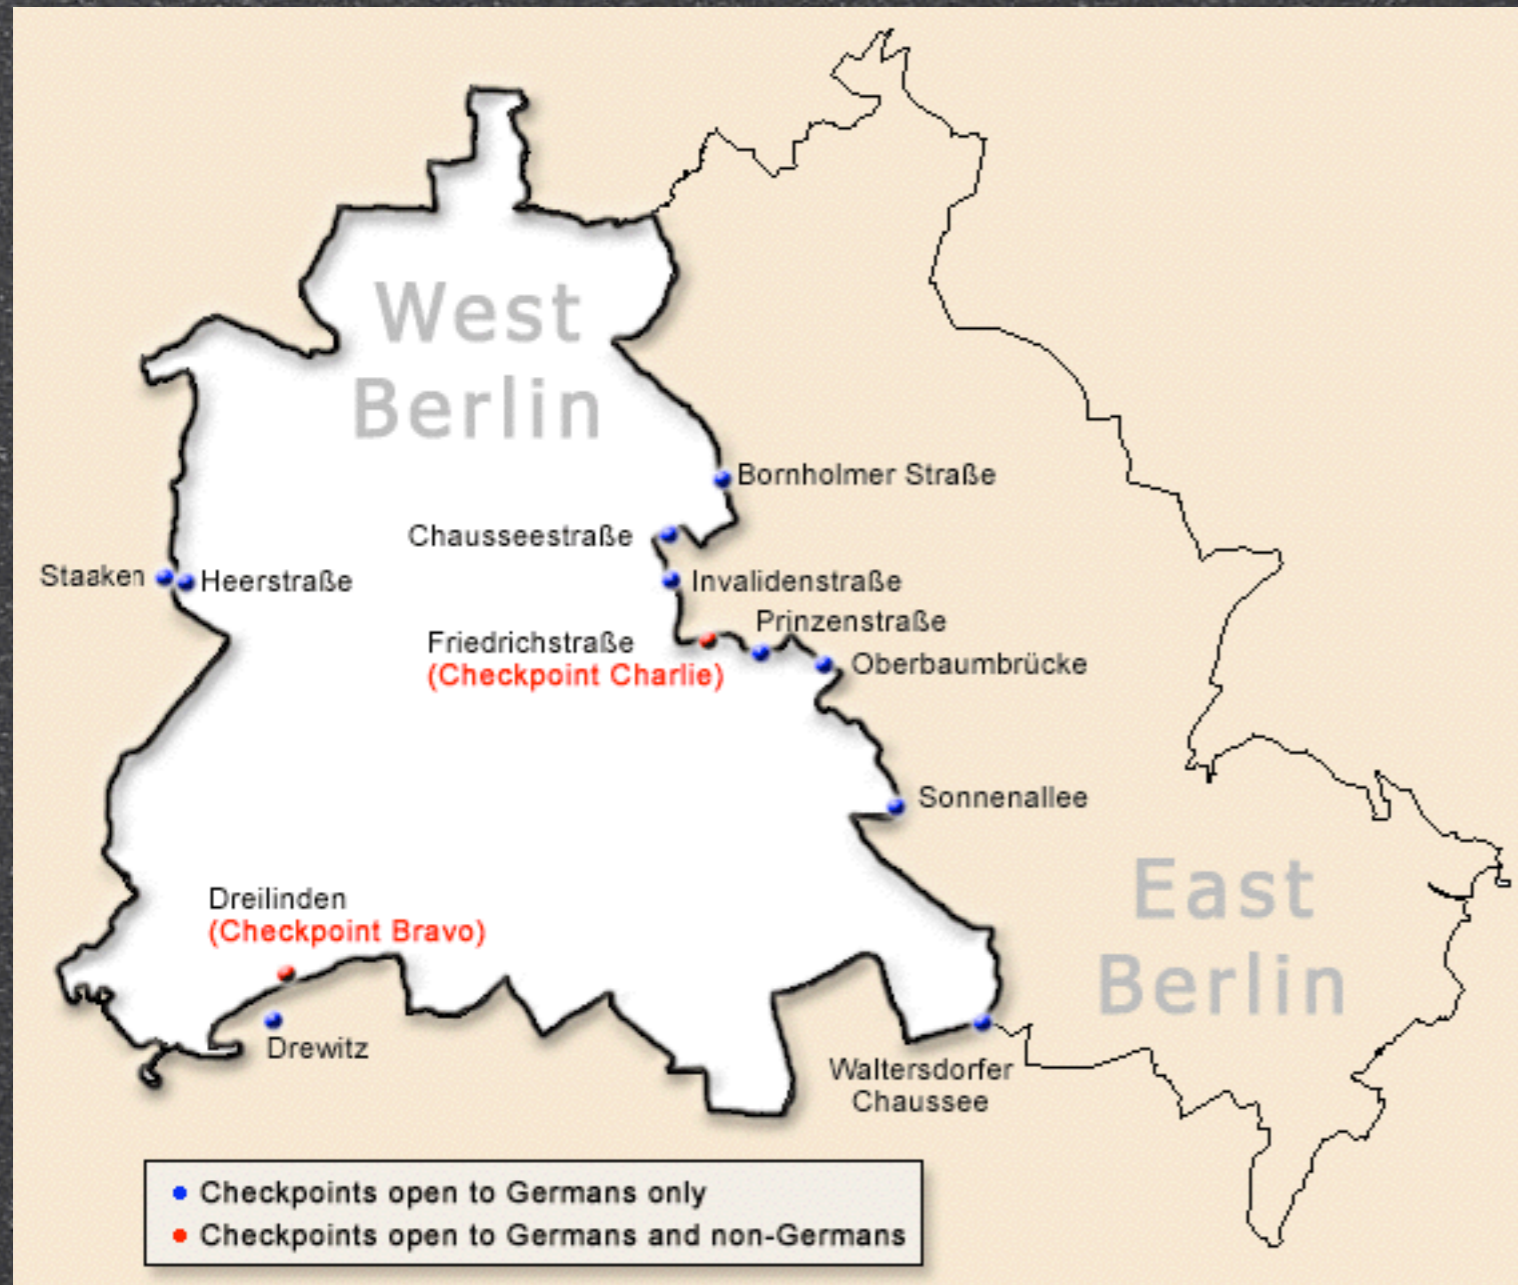 West
Berlin
Bornholmer Straße
Chausseestraße
Staaken
Heerstraße
Invalidenstraße
Prinzenstraße
Friedrichstraße
(Checkpoint Charlie)
Oberbaumbrücke
Sonnenallee
East
Berlin
Dreilinden
(Checkpoint Bravo)
Drewitz
Waltersdorfer
Chaussee
Checkpoints open to Germans only
Checkpoints open to Germans and non-Germans